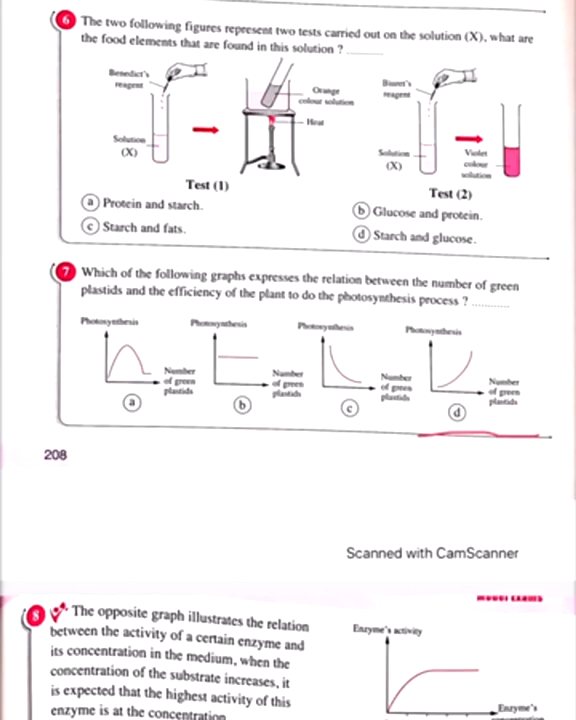 6 The two following figures represent two tests carried out on the solution (X), what are
the food elements that are found in this solution ? ............
Benedict's
reagent
Solution
(X)
Orange
colour solution
Heat
Test (1)
Biuret's
reagent
Solution
(X)
Violet
colour
solution
Test (2)
a Protein and starch.
b Glucose and protein.
c Starch and fats.
d Starch and glucose.
7 Which of the following graphs expresses the relation between the number of green
plastids and the efficiency of the plant to do the photosynthesis process ? ............
Photosynthesis
Number
of green
plastids
a
Photosynthesis
Number
of green
plastids
b
Photosynthesis
Number
of green
plastids
c
Photosynthesis
Number
of green
plastids
d
208
Scanned with CamScanner
MODEL EXAMS
8 The opposite graph illustrates the relation
between the activity of a certain enzyme and
its concentration in the medium, when the
concentration of the substrate increases, it
is expected that the highest activity of this
enzyme is at the concentration
Enzyme's activity
Enzyme's